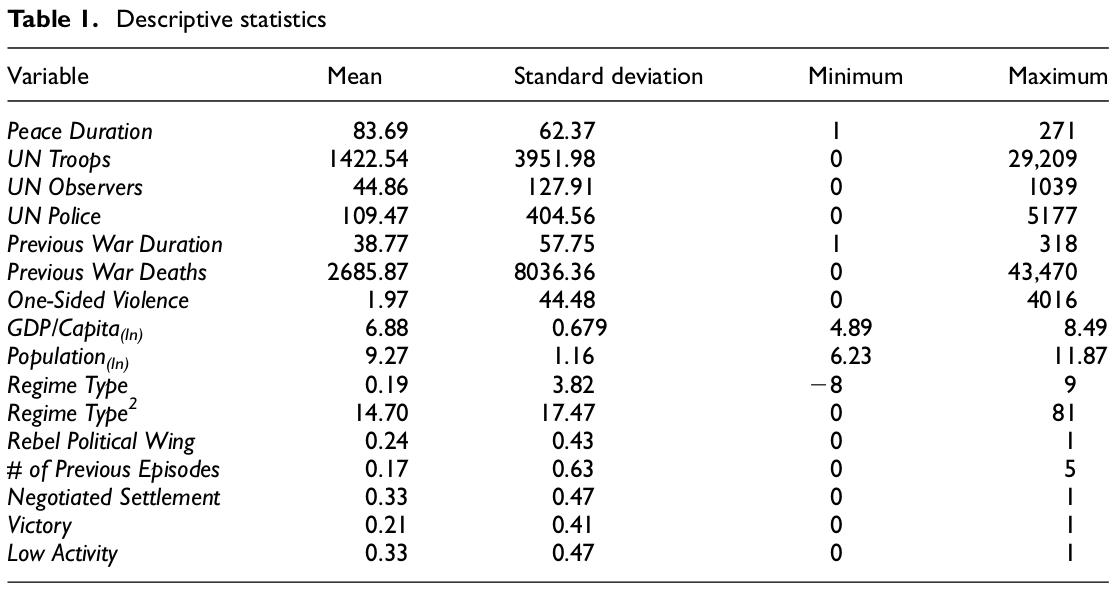 Table 1. Descriptive statistics
Variable Mean Standard deviation Minimum Maximum
Peace Duration 83.69 62.37 1 271
UN Troops 1422.54 3951.98 0 29,209
UN Observers 44.86 127.91 0 1039
UN Police 109.47 404.56 0 5177
Previous War Duration 38.77 57.75 1 318
Previous War Deaths 2685.87 8036.36 0 43,470
One-Sided Violence 1.97 44.48 0 4016
GDP/Capita(ln) 6.88 0.679 4.89 8.49
Population(ln) 9.27 1.16 6.23 11.87
Regime Type 0.19 3.82 −8 9
Regime Type² 14.70 17.47 0 81
Rebel Political Wing 0.24 0.43 0 1
# of Previous Episodes 0.17 0.63 0 5
Negotiated Settlement 0.33 0.47 0 1
Victory 0.21 0.41 0 1
Low Activity 0.33 0.47 0 1